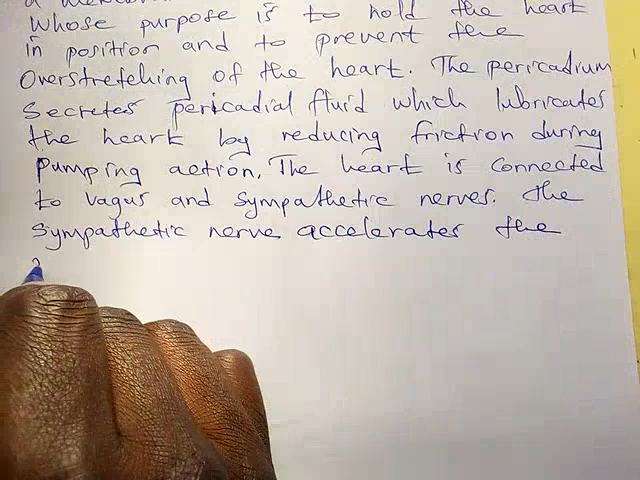 a
whose purpose is to hold the heart
in position and to prevent the
overstretching of the heart. The pericadium
secretes pericadial fluid which lubricates
the heart by reducing friction during
pumping action. The heart is connected
to vagus and sympathetic nerves. The
sympathetic nerve accelerates the